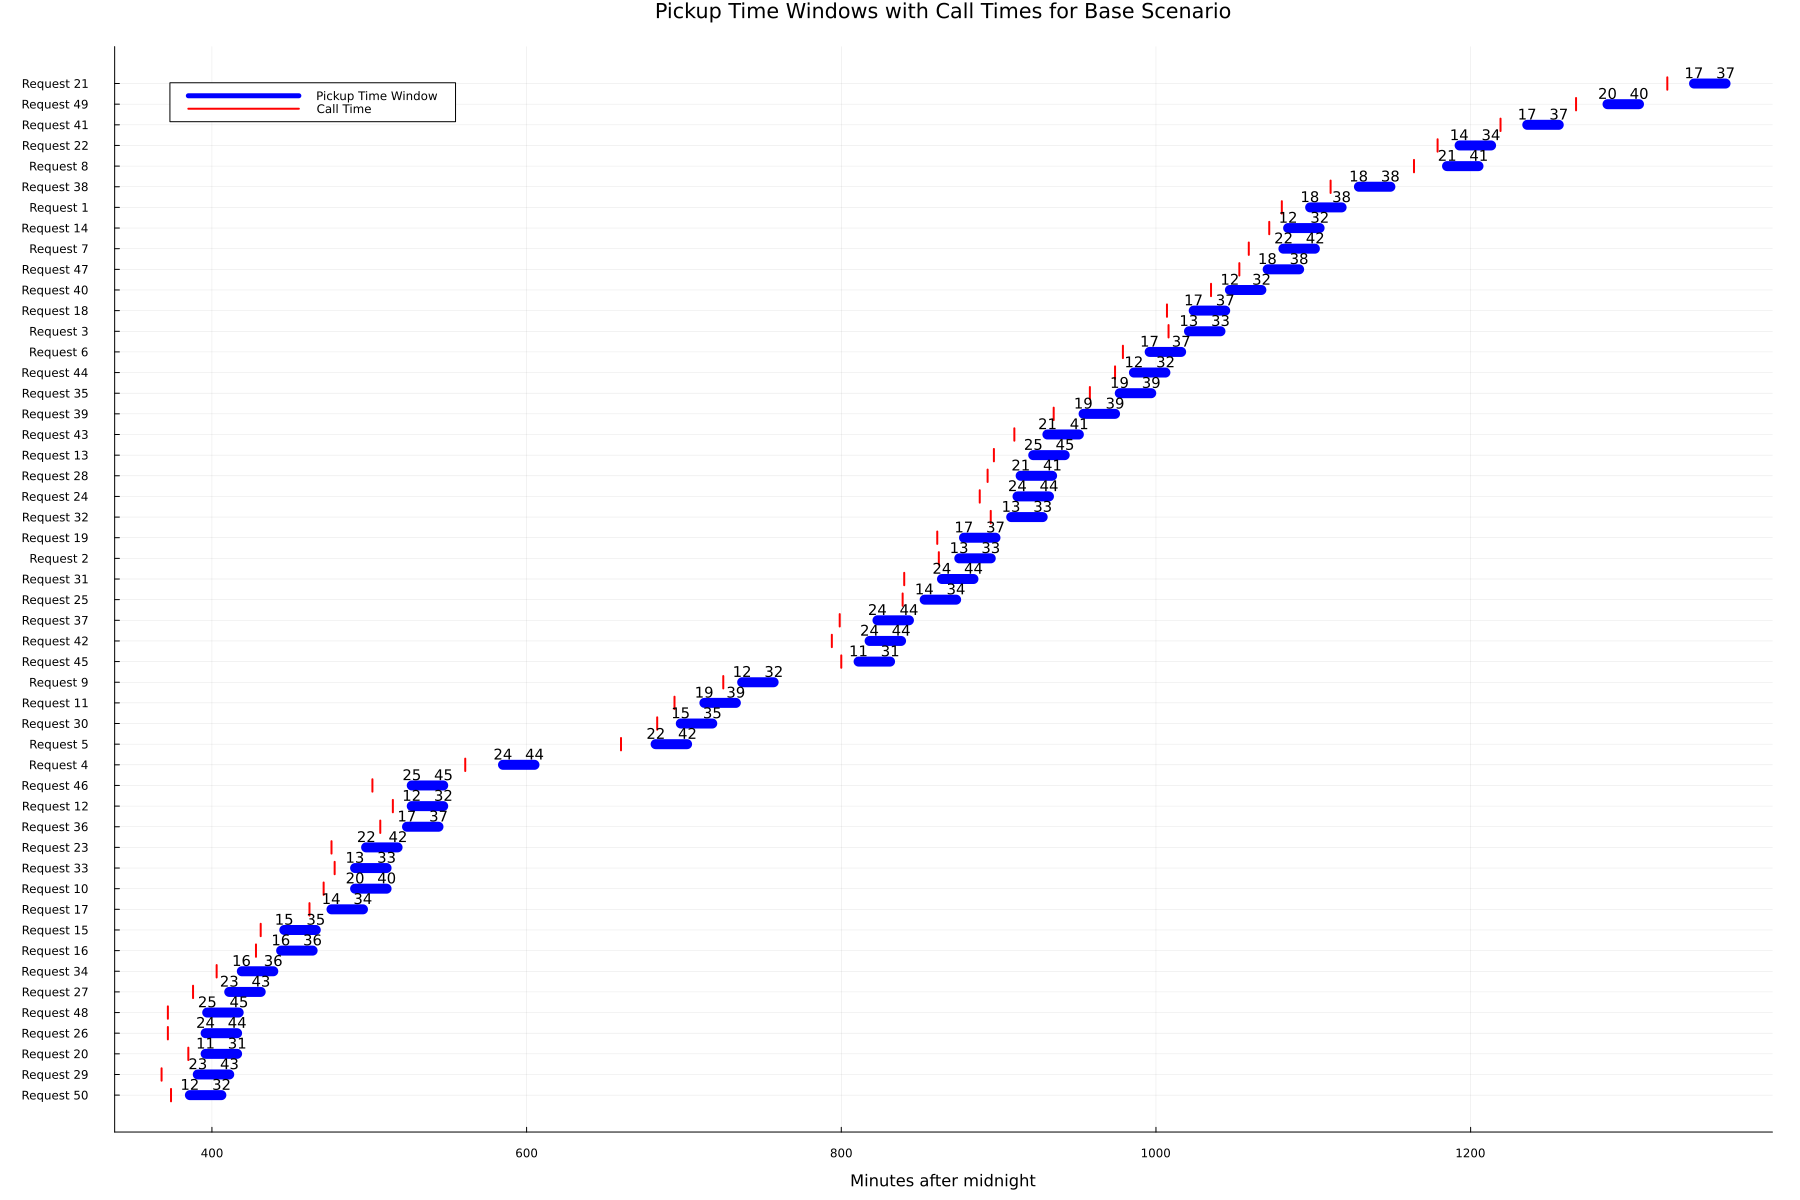 Pickup Time Windows with Call Times for Base Scenario
Pickup Time Window
Call Time
Request 21 17 37
Request 49 20 40
Request 41 17 37
Request 22 14 34
Request 8 21 41
Request 38 18 38
Request 1 18 38
Request 14 12 32
Request 7 22 42
Request 47 18 38
Request 40 12 32
Request 18 17 37
Request 3 13 33
Request 6 17 37
Request 44 12 32
Request 35 19 39
Request 39 19 39
Request 43 21 41
Request 13 25 45
Request 28 21 41
Request 24 24 44
Request 32 13 33
Request 19 17 37
Request 2 13 33
Request 31 24 44
Request 25 14 34
Request 37 24 44
Request 42 24 44
Request 45 11 31
Request 9 12 32
Request 11 19 39
Request 30 15 35
Request 5 22 42
Request 4 24 44
Request 46 25 45
Request 12 12 32
Request 36 17 37
Request 23 22 42
Request 33 13 33
Request 10 20 40
Request 17 14 34
Request 15 15 35
Request 16 16 36
Request 34 16 36
Request 27 23 43
Request 48 25 45
Request 26 24 44
Request 20 11 31
Request 29 23 43
Request 50 12 32
400 600 800 1000 1200
Minutes after midnight